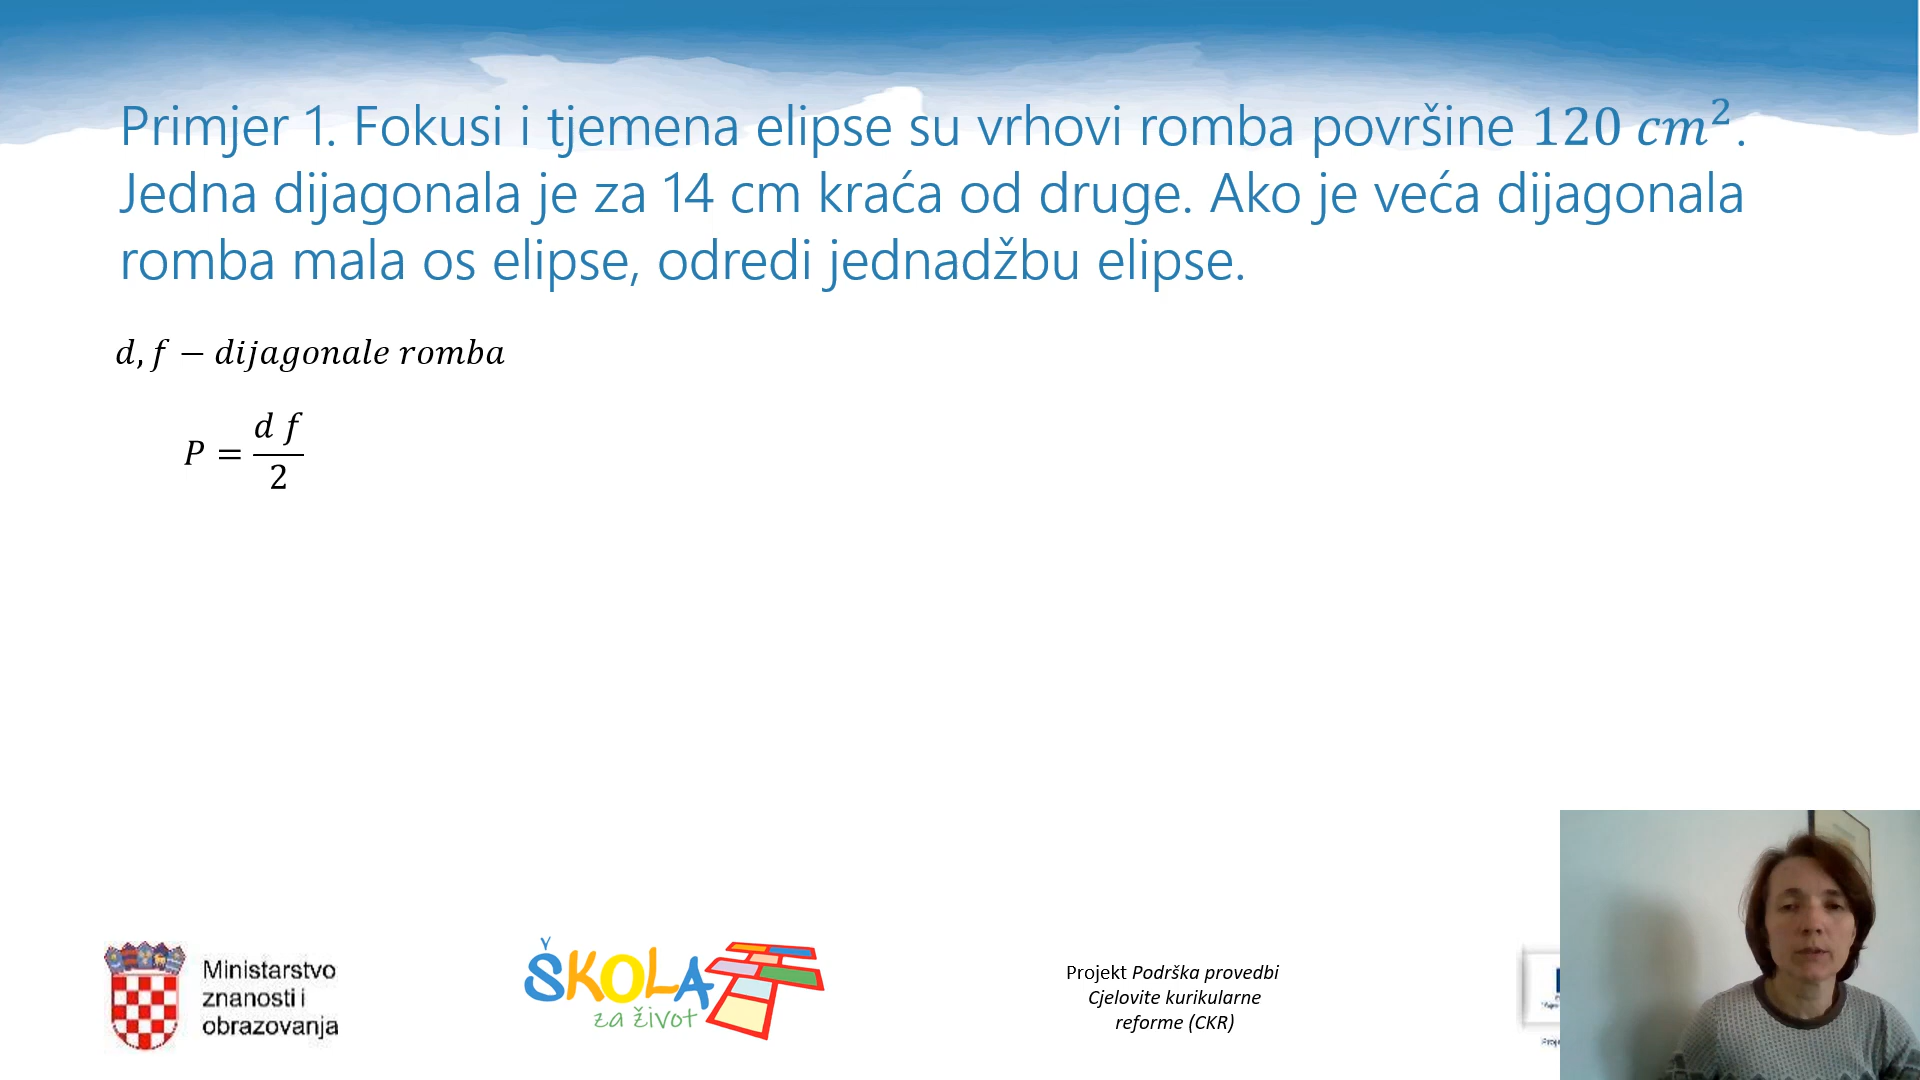 Primjer 1. Fokusi i tjemena elipse su vrhovi romba površine 120 cm².
Jedna dijagonala je za 14 cm kraća od druge. Ako je veća dijagonala
romba mala os elipse, odredi jednadžbu elipse.
d, f − dijagonale romba
P = d f / 2
Ministarstvo
znanosti i
obrazovanja
ŠKOLA
za život
Projekt Podrška provedbi
Cjelovite kurikularne
reforme (CKR)